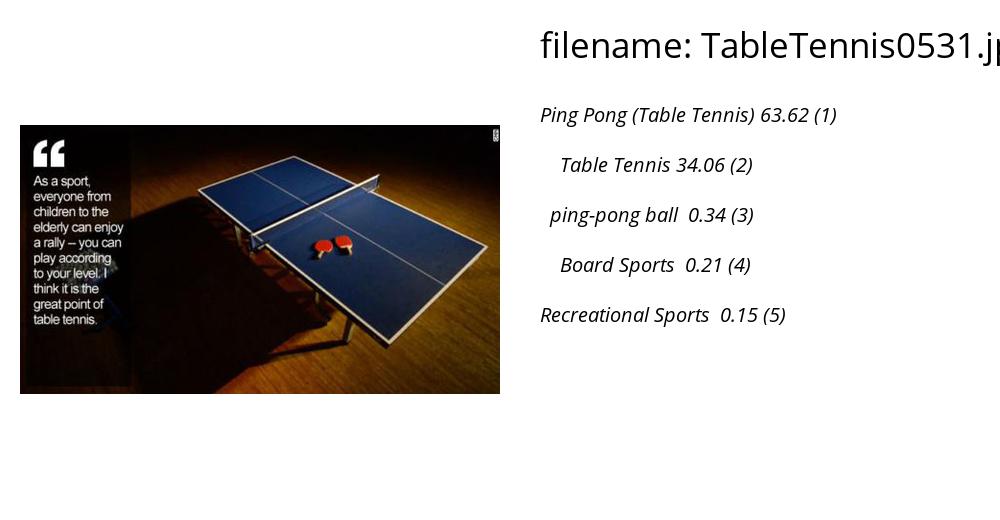 filename: TableTennis0531.j
Ping Pong (Table Tennis) 63.62 (1)
Table Tennis 34.06 (2)
ping-pong ball 0.34 (3)
Board Sports 0.21 (4)
Recreational Sports 0.15 (5)
“
As a sport,
everyone from
children to the
elderly can enjoy
a rally – you can
play according
to your level. I
think it is the
great point of
table tennis.